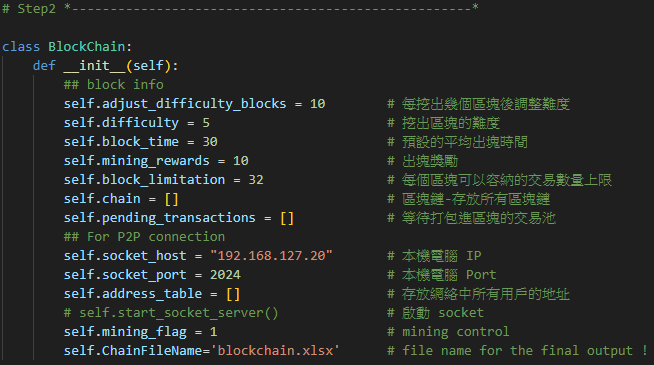 # Step2 *---------------------------------------------------*
class BlockChain:
    def __init__(self):
        ## block info
        self.adjust_difficulty_blocks = 10        # 每挖出幾個區塊後調整難度
        self.difficulty = 5                       # 挖出區塊的難度
        self.block_time = 30                      # 預設的平均出塊時間
        self.mining_rewards = 10                  # 出塊獎勵
        self.block_limitation = 32                # 每個區塊可以容納的交易數量上限
        self.chain = []                           # 區塊鏈-存放所有區塊鏈
        self.pending_transactions = []            # 等待打包進區塊的交易池
        ## For P2P connection
        self.socket_host = "192.168.127.20"       # 本機電腦 IP
        self.socket_port = 2024                   # 本機電腦 Port
        self.address_table = []                   # 存放網絡中所有用戶的地址
        # self.start_socket_server()              # 啟動 socket
        self.mining_flag = 1                      # mining control
        self.ChainFileName='blockchain.xlsx'      # file name for the final output !